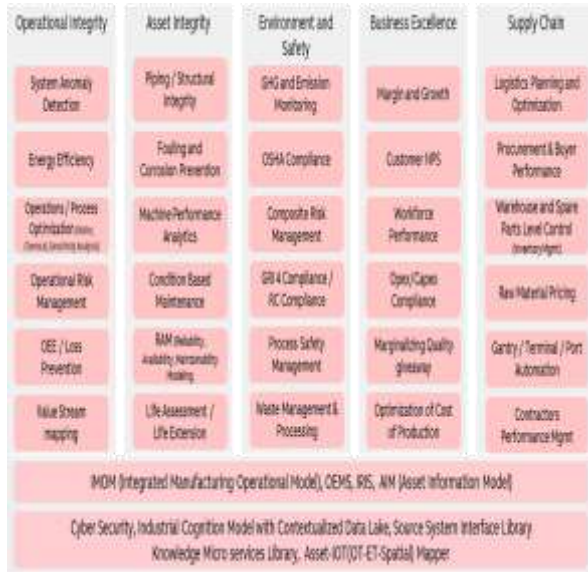 Operational Integrity
System Anomaly
Detection
Energy Efficiency
Operations / Process
Optimization
Operational Risk
Management
OEE / Loss
Prevention
Value Stream
mapping
Asset Integrity
Piping / Structural
Integrity
Fouling and
Corrosion Prevention
Machine Performance
Analytics
Condition Based
Maintenance
RAM (Reliability,
Availability, Maintainability
Modeling)
Life Assessment /
Life Extension
Environment and
Safety
GHG and Emission
Monitoring
OSHA Compliance
Composite Risk
Management
GRI 4 Compliance /
RC Compliance
Process Safety
Management
Waste Management &
Processing
Business Excellence
Margin and Growth
Customer NPS
Workforce
Performance
Opex/Capex
Compliance
Marginalizing Quality
giveaway
Optimization of Cost
of Production
Supply Chain
Logistics Planning and
Optimization
Procurement & Buyer
Performance
Warehouse and Spare
Parts Level Control
(Inventory Mgmt)
Raw Material Pricing
Gantry / Terminal / Port
Automation
Contractors
Performance Mgmt
IMOM (Integrated Manufacturing Operational Model), OEMS, IRIS, AIM (Asset Information Model)
Cyber Security, Industrial Cognition Model with Contextualized Data Lake, Source System Interface Library
Knowledge Micro services Library, Asset-IOT(OT-ET-Spatial) Mapper